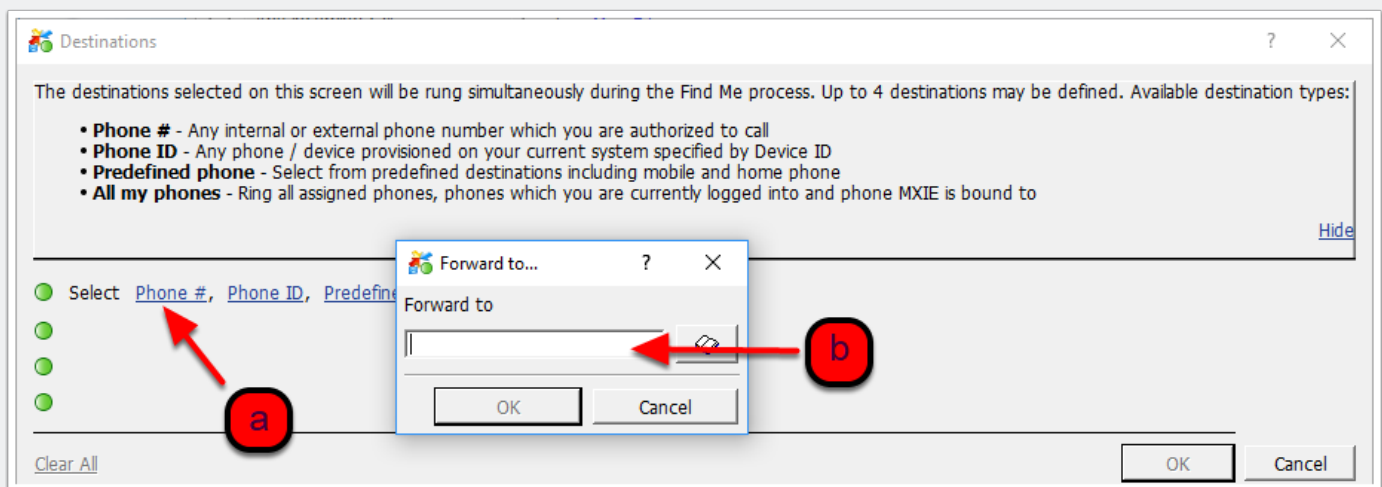 Destinations
The destinations selected on this screen will be rung simultaneously during the Find Me process. Up to 4 destinations may be defined. Available destination types:
• Phone # - Any internal or external phone number which you are authorized to call
• Phone ID - Any phone / device provisioned on your current system specified by Device ID
• Predefined phone - Select from predefined destinations including mobile and home phone
• All my phones - Ring all assigned phones, phones which you are currently logged into and phone MXIE is bound to
Hide
Forward to...
Select Phone #, Phone ID, Predefine
Forward to
b
OK Cancel
a
Clear All
OK Cancel